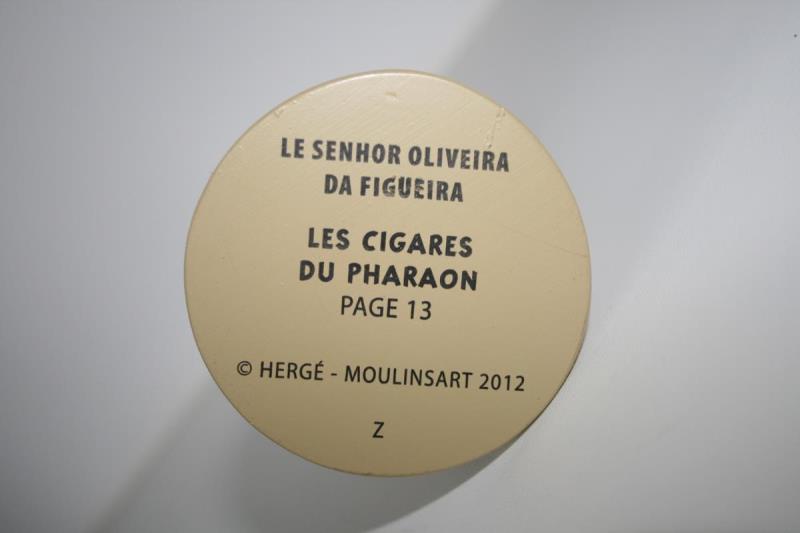 LE SENHOR OLIVEIRA
DA FIGUEIRA
LES CIGARES
DU PHARAON
PAGE 13
© HERGÉ - MOULINSART 2012
Z